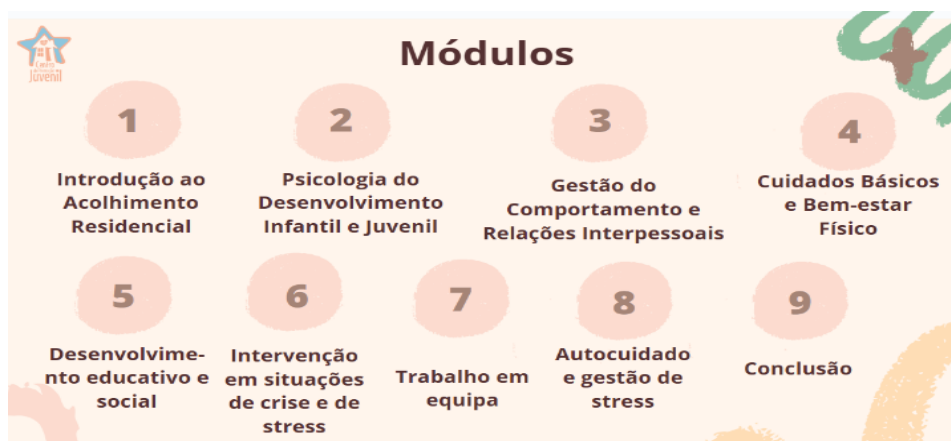 Juvenil
Módulos
1
Introdução ao
Acolhimento
Residencial
2
Psicologia do
Desenvolvimento
Infantil e Juvenil
3
Gestão do
Comportamento e
Relações Interpessoais
4
Cuidados Básicos
e Bem-estar
Físico
5
Desenvolvime-
nto educativo e
social
6
Intervenção
em situações
de crise e de
stress
7
Trabalho em
equipa
8
Autocuidado
e gestão de
stress
9
Conclusão